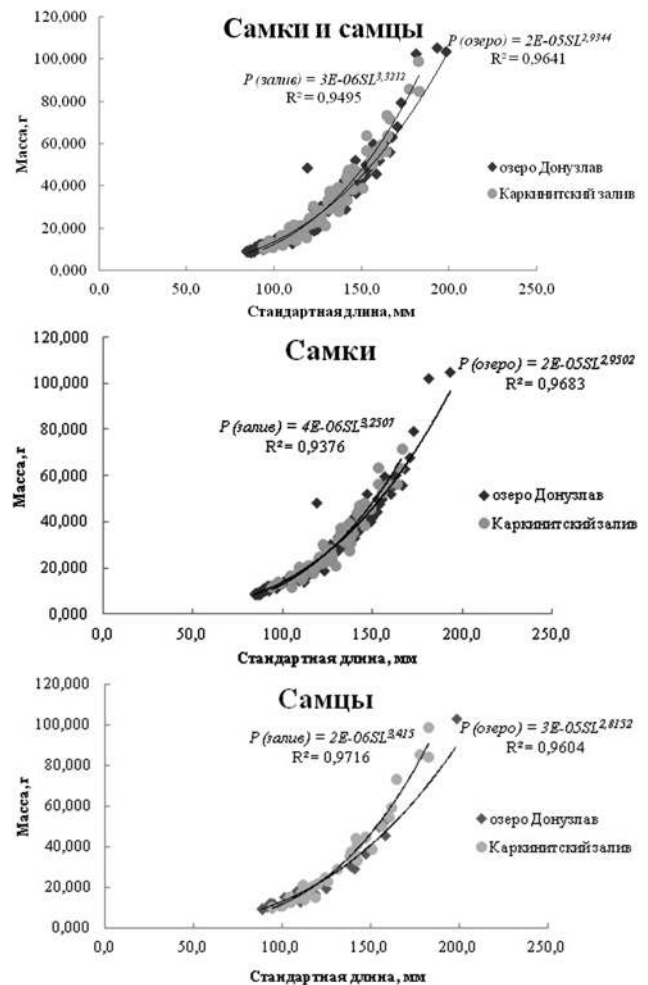 Самки и самцы
P (озеро) = 2E-05SL2,9344
R² = 0,9641
P (залив) = 3E-06SL3,3212
R² = 0,9495
120,000
100,000
80,000
60,000
40,000
20,000
0,000
Масса, г
озеро Донузлав
Каркинитский залив
0,0 50,0 100,0 150,0 200,0 250,0
Стандартная длина, мм
Самки
P (озеро) = 2E-05SL2,9502
R² = 0,9683
P (залив) = 4E-06SL3,2507
R² = 0,9376
120,000
100,000
80,000
60,000
40,000
20,000
0,000
Масса, г
озеро Донузлав
Каркинитский залив
0,0 50,0 100,0 150,0 200,0 250,0
Стандартная длина, мм
Самцы
P (залив) = 2E-06SL3,415
R² = 0,9716
P (озеро) = 3E-05SL2,8152
R² = 0,9604
120,000
100,000
80,000
60,000
40,000
20,000
0,000
Масса, г
озеро Донузлав
Каркинитский залив
0,0 50,0 100,0 150,0 200,0 250,0
Стандартная длина, мм